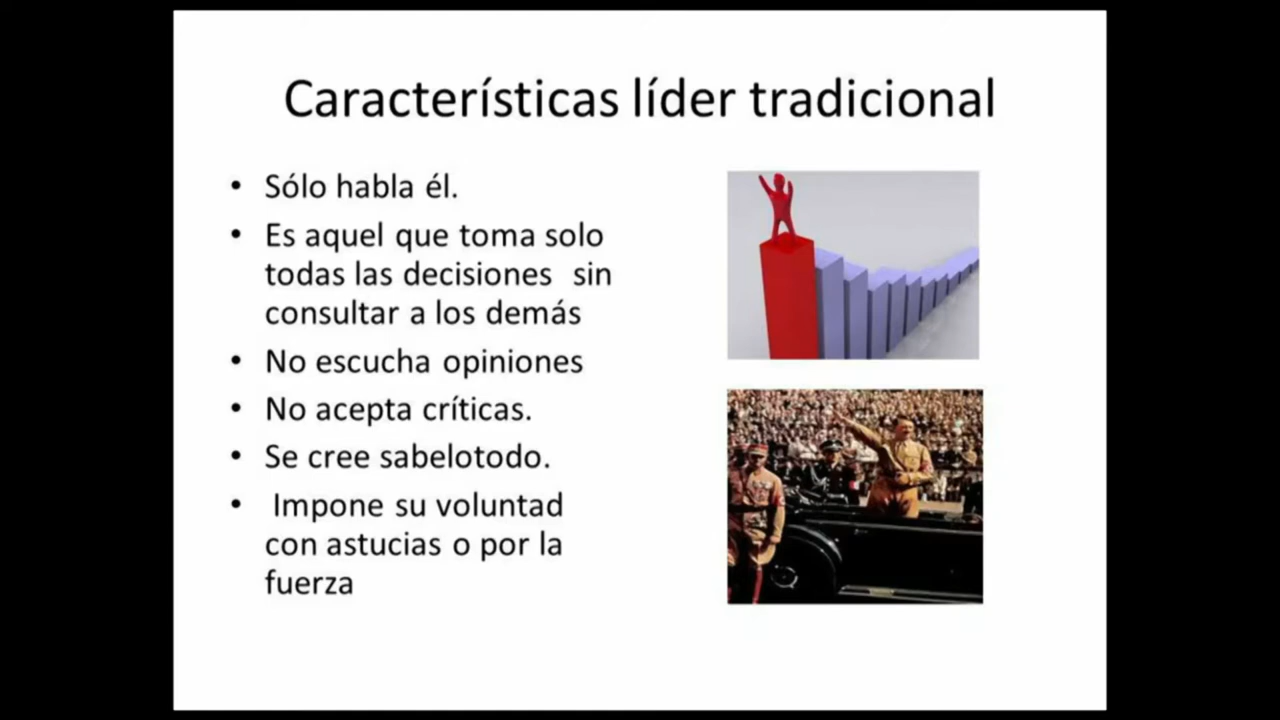 Características líder tradicional
• Sólo habla él.
• Es aquel que toma solo
todas las decisiones  sin
consultar a los demás
• No escucha opiniones
• No acepta críticas.
• Se cree sabelotodo.
• Impone su voluntad
con astucias o por la
fuerza